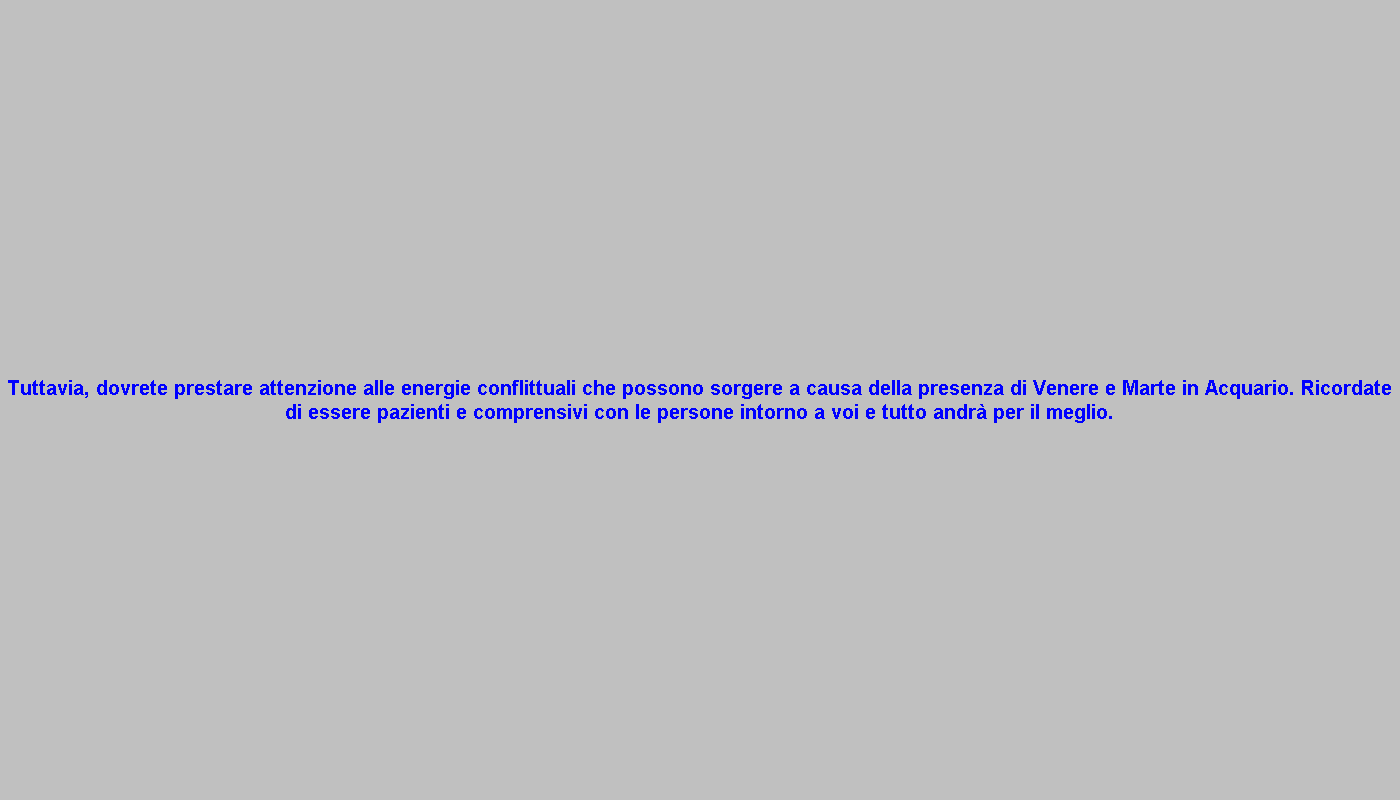 Tuttavia, dovrete prestare attenzione alle energie conflittuali che possono sorgere a causa della presenza di Venere e Marte in Acquario. Ricordate
di essere pazienti e comprensivi con le persone intorno a voi e tutto andrà per il meglio.